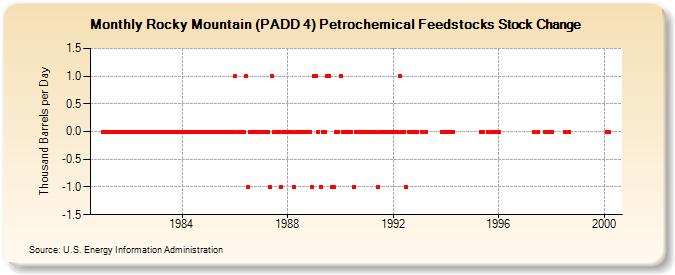 Monthly Rocky Mountain (PADD 4) Petrochemical Feedstocks Stock Change
Thousand Barrels per Day
1.5
1.0
0.5
0.0
-0.5
-1.0
-1.5
1984 1988 1992 1996 2000
Source: U.S. Energy Information Administration